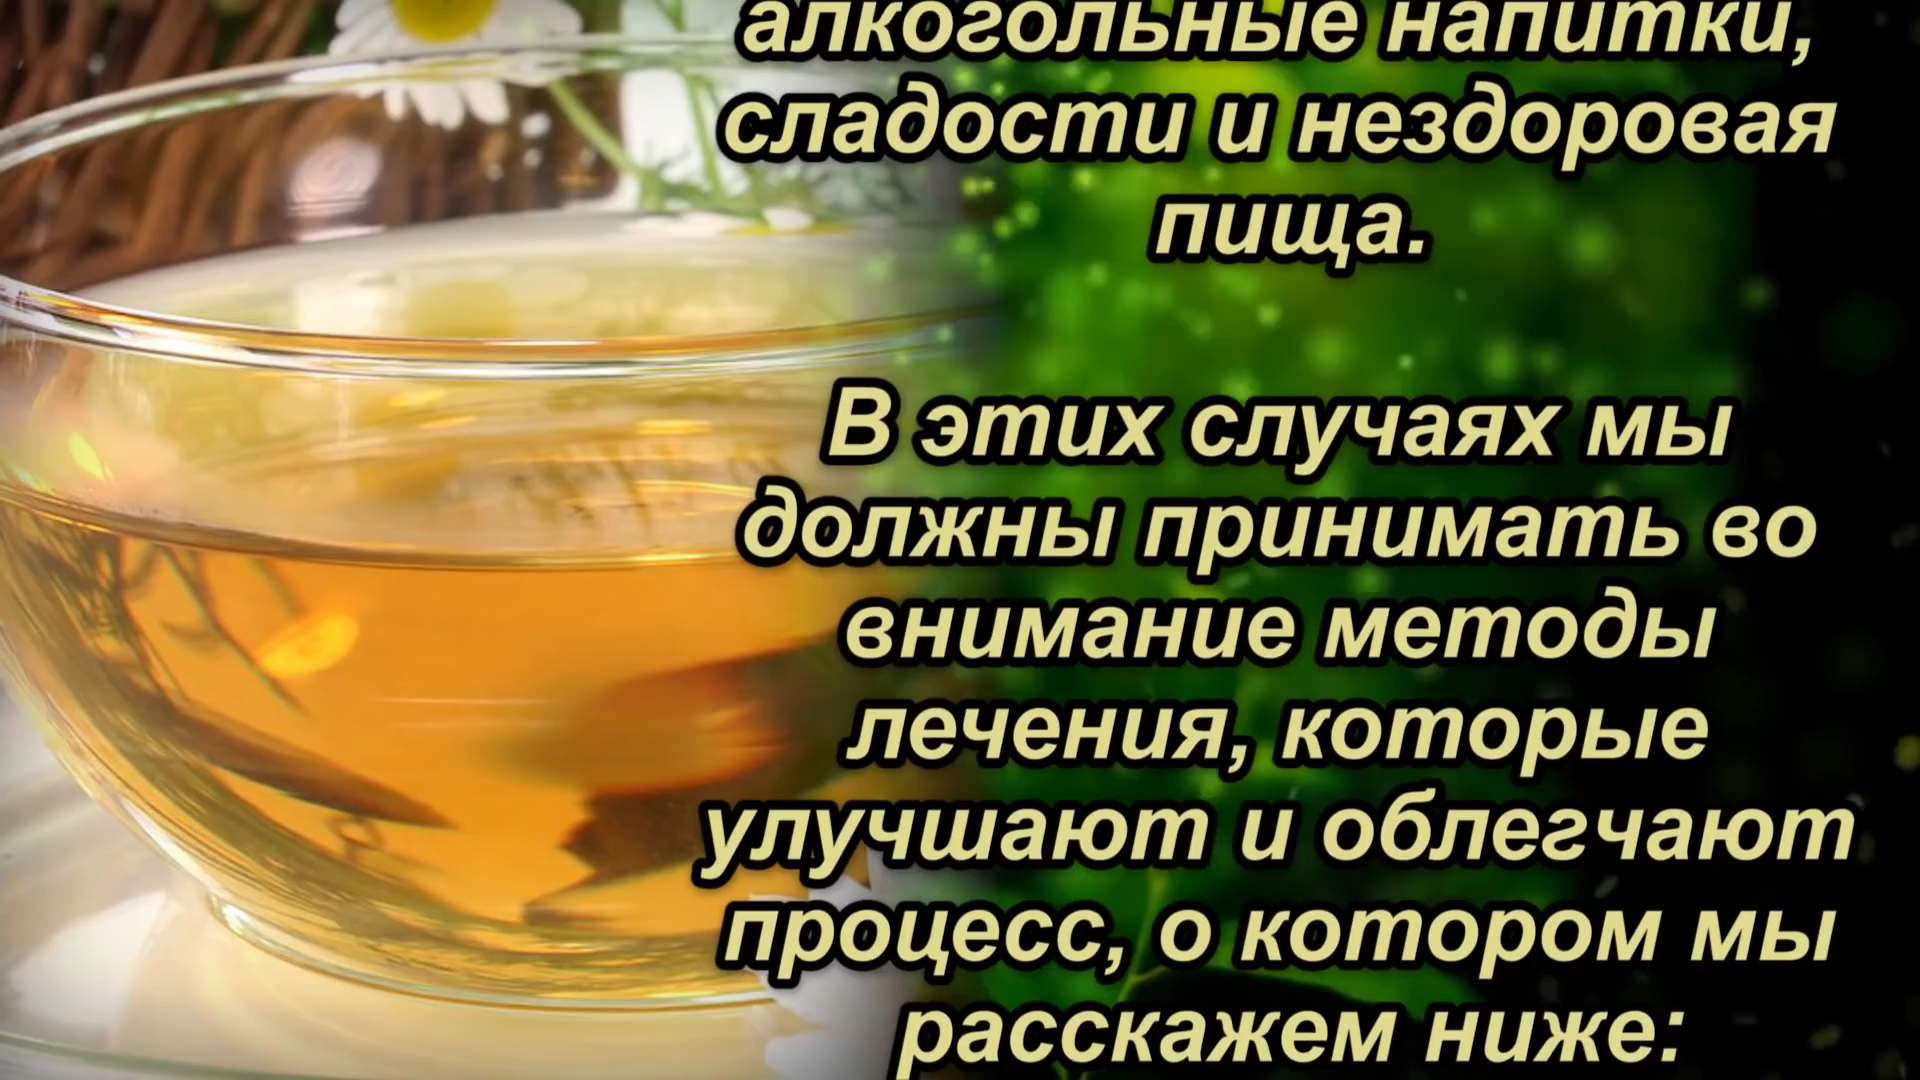 алкогольные напитки,
сладости и нездоровая
пища.
В этих случаях мы
должны принимать во
внимание методы
лечения, которые
улучшают и облегчают
процесс, о котором мы
расскажем ниже: